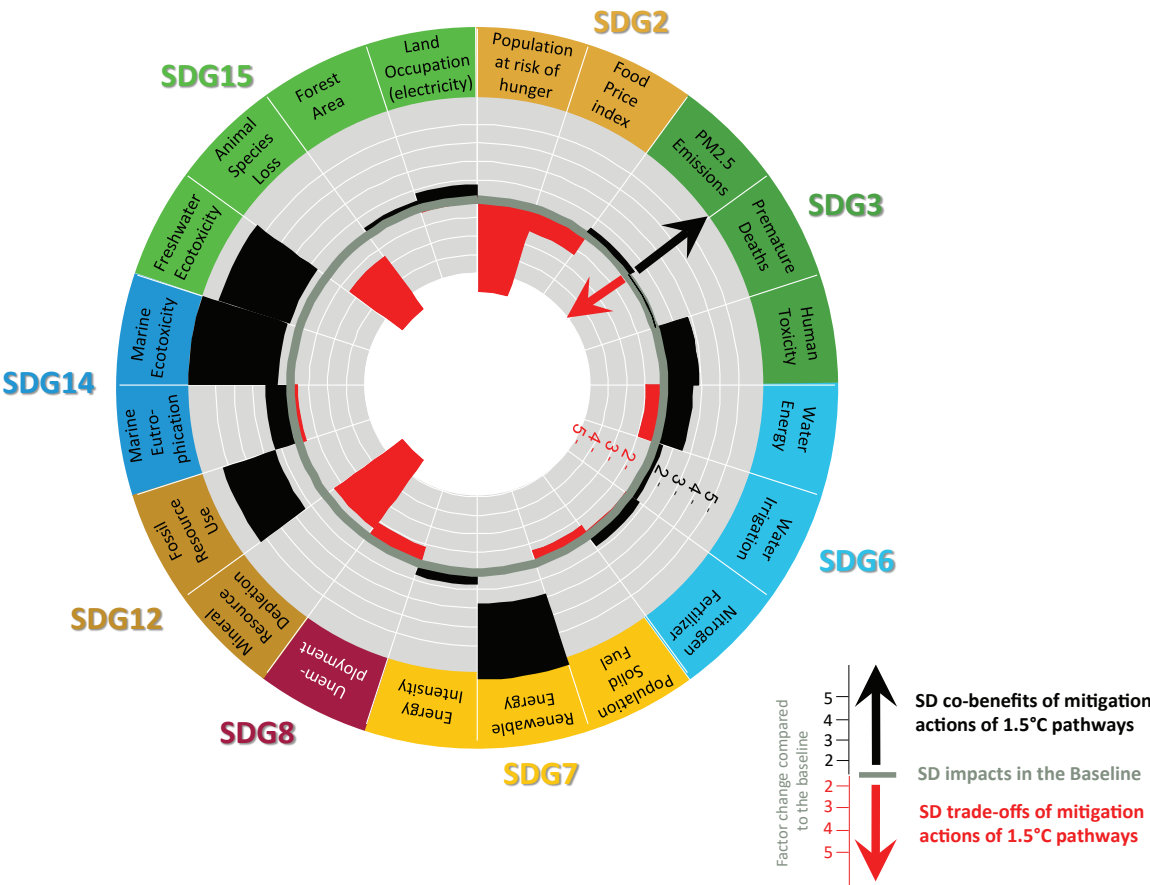 SDG2
Population
at risk of
hunger
Food
Price
index
SDG3
PM2.5
Emissions
Premature
Deaths
Human
Toxicity
SDG6
Water
Energy
Water
Irrigation
Nitrogen
Fertilizer
SDG7
Population
Solid
Fuel
Renewable
Energy
Energy
Intensity
SDG8
Unem-
ployment
SDG12
Mineral
Resource
Depletion
Fossil
Resource
Use
SDG14
Marine
Eutro-
phication
Marine
Ecotoxicity
SDG15
Freshwater
Ecotoxicity
Animal
Species
Loss
Forest
Area
Land
Occupation
(electricity)
5 4 3 2
2 3 4 5
Factor change compared
to the baseline
5
4
3
2
2
3
4
5
SD co-benefits of mitigation
actions of 1.5°C pathways
SD impacts in the Baseline
SD trade-offs of mitigation
actions of 1.5°C pathways